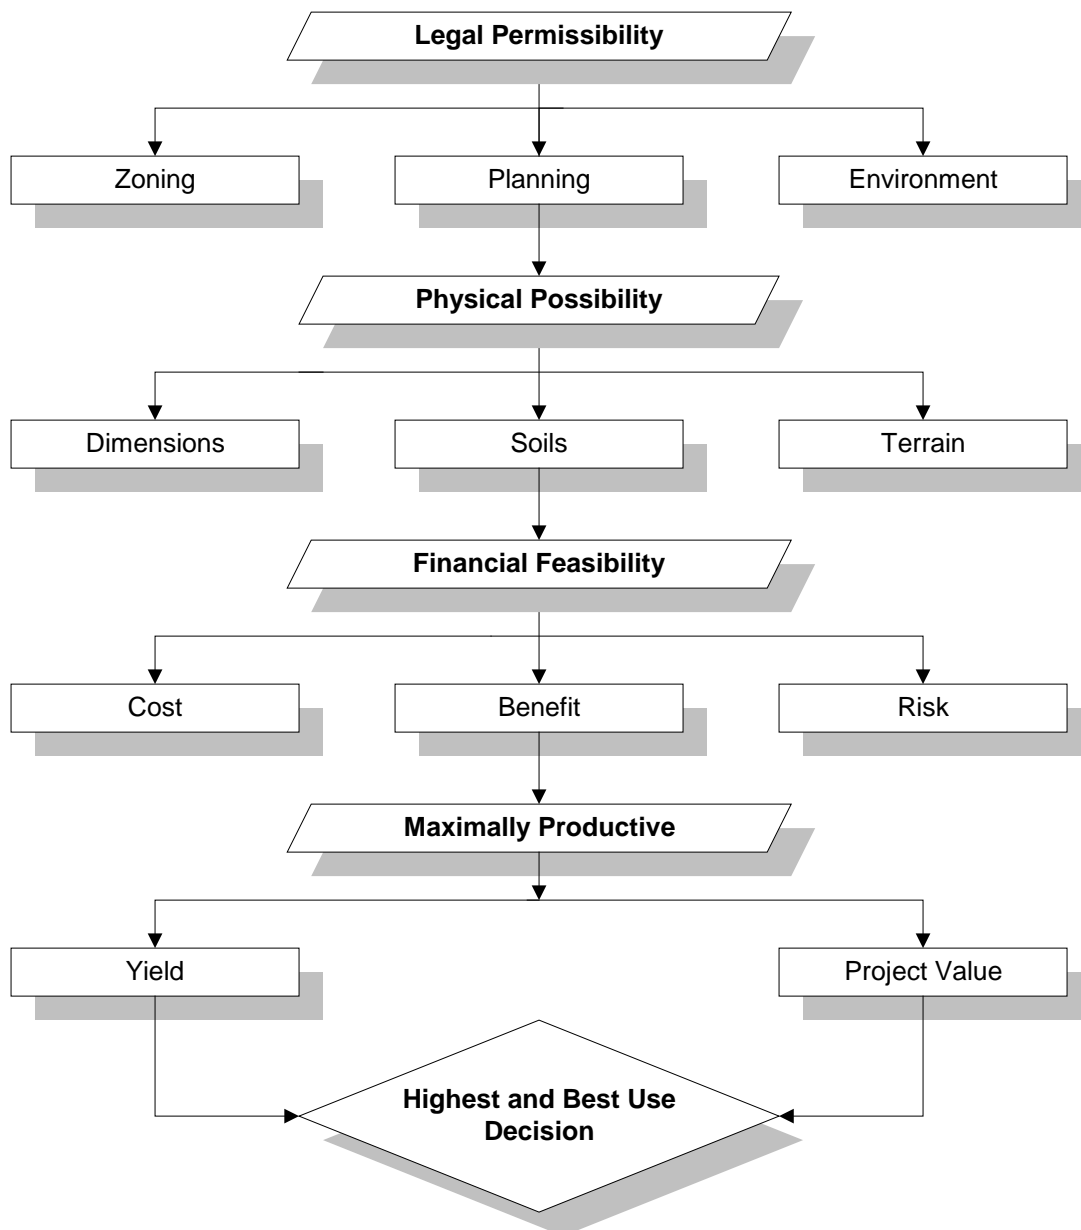 Legal Permissibility
Zoning
Planning
Environment
Physical Possibility
Dimensions
Soils
Terrain
Financial Feasibility
Cost
Benefit
Risk
Maximally Productive
Yield
Project Value
Highest and Best Use
Decision